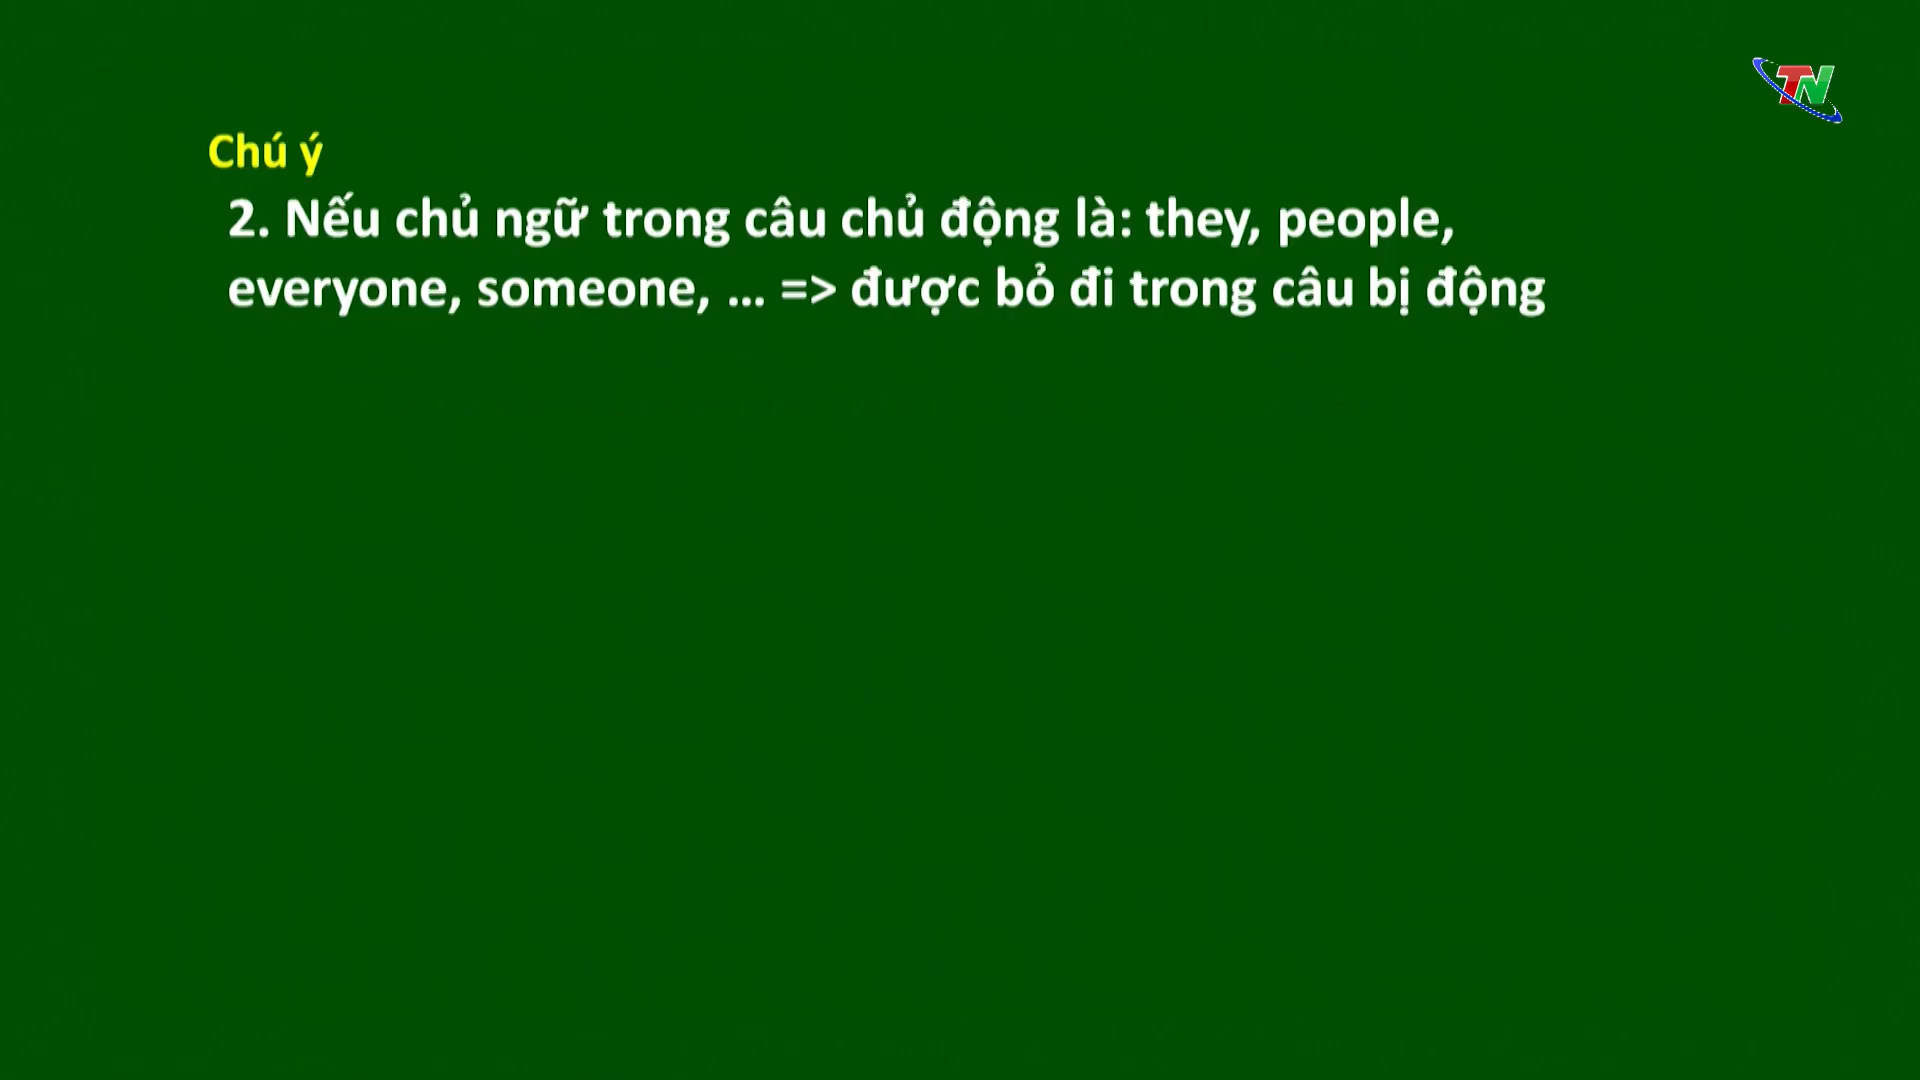 TN
Chú ý
2. Nếu chủ ngữ trong câu chủ động là: they, people,
everyone, someone, ... => được bỏ đi trong câu bị động